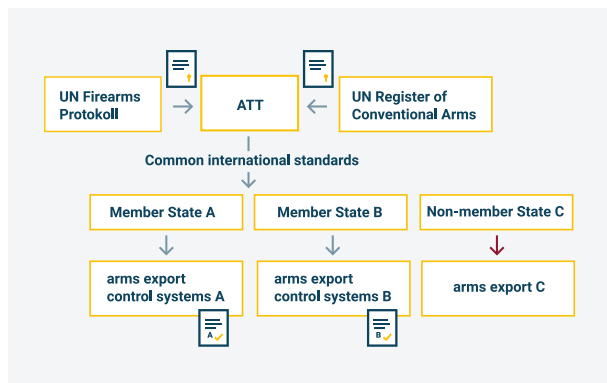 UN Firearms
Protokoll
ATT
UN Register of
Conventional Arms
Common international standards
Member State A
Member State B
Non-member State C
arms export
control systems A
arms export
control systems B
arms export C
A
B